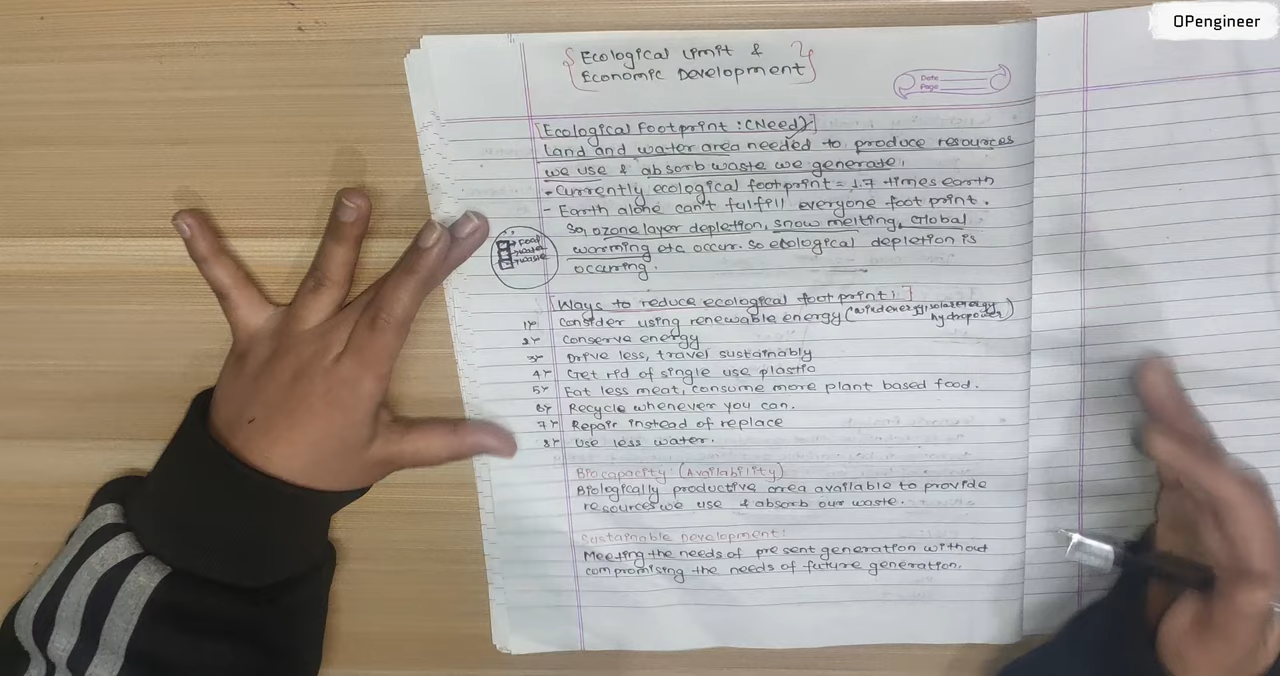 OPengineer
Ecological Limit &
Economic Development
Date
Page
Ecological Footprint : (Need)
Land and water area needed to produce resources
we use & absorb waste we generate.
- Currently ecological footprint = 1.7 times earth
- Earth alone can't fulfill everyone foot print.
so, ozone layer depletion, snow melting, Global
warming etc occur. so ecological depletion is
occuring.
Food
water
waste
Ways to reduce ecological foot print :
1> Consider using renewable energy (wind energy, solar energy
hydropower)
2> conserve energy
3> Drive less, travel sustainably
4> Get rid of single use plastic
5> Eat less meat, consume more plant based food.
6> Recycle whenever you can.
7> Repair instead of replace
8> Use less water.
Biocapacity : (Availability)
Biologically productive area available to provide
resources we use & absorb our waste.
Sustainable Development :
Meeting the needs of present generation without
compromising the needs of future generation.